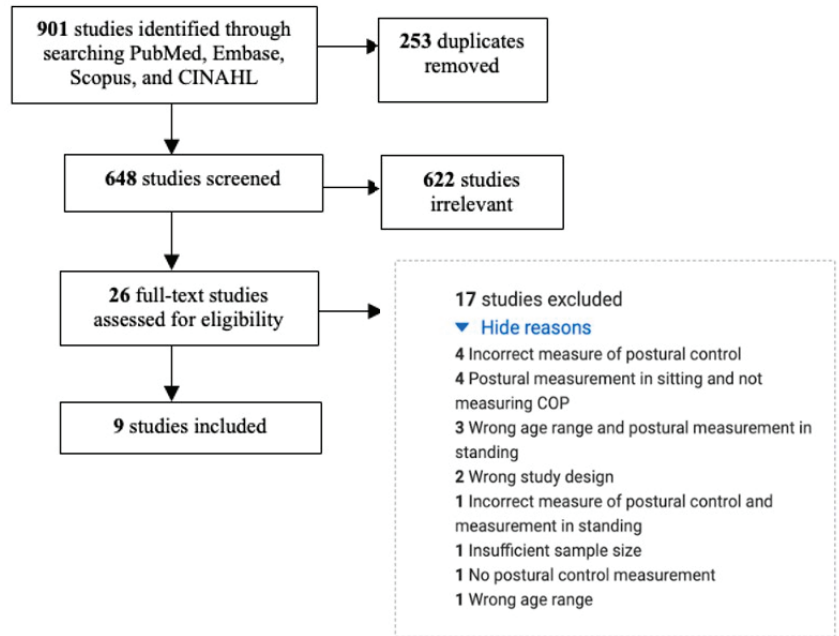 901 studies identified through
searching PubMed, Embase,
Scopus, and CINAHL
253 duplicates
removed
648 studies screened
622 studies
irrelevant
26 full-text studies
assessed for eligibility
17 studies excluded
Hide reasons
4 Incorrect measure of postural control
4 Postural measurement in sitting and not
measuring COP
3 Wrong age range and postural measurement in
standing
2 Wrong study design
1 Incorrect measure of postural control and
measurement in standing
1 Insufficient sample size
1 No postural control measurement
1 Wrong age range
9 studies included